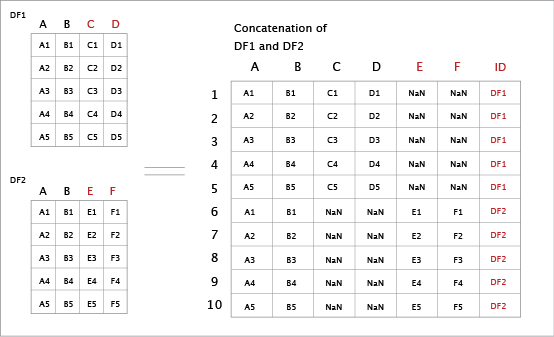 DF1
A B C D
A1 B1 C1 D1
A2 B2 C2 D2
A3 B3 C3 D3
A4 B4 C4 D4
A5 B5 C5 D5
DF2
A B E F
A1 B1 E1 F1
A2 B2 E2 F2
A3 B3 E3 F3
A4 B4 E4 F4
A5 B5 E5 F5
Concatenation of
DF1 and DF2
A B C D E F ID
1 A1 B1 C1 D1 NaN NaN DF1
2 A2 B2 C2 D2 NaN NaN DF1
3 A3 B3 C3 D3 NaN NaN DF1
4 A4 B4 C4 D4 NaN NaN DF1
5 A5 B5 C5 D5 NaN NaN DF1
6 A1 B1 NaN NaN E1 F1 DF2
7 A2 B2 NaN NaN E2 F2 DF2
8 A3 B3 NaN NaN E3 F3 DF2
9 A4 B4 NaN NaN E4 F4 DF2
10 A5 B5 NaN NaN E5 F5 DF2